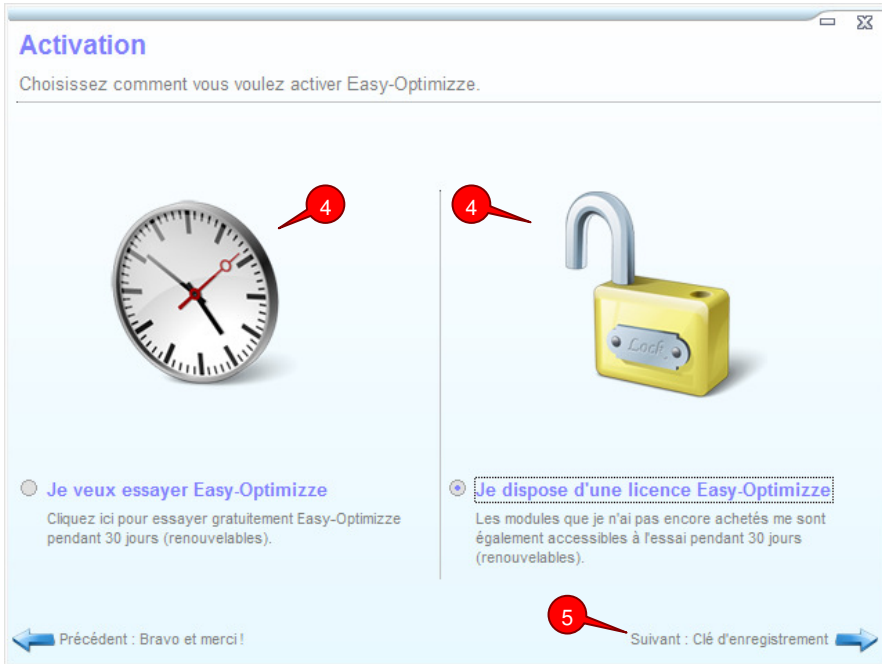 Activation
Choisissez comment vous voulez activer Easy-Optimizze.
4
4
Lock
Je veux essayer Easy-Optimizze
Cliquez ici pour essayer gratuitement Easy-Optimizze
pendant 30 jours (renouvelables).
Je dispose d'une licence Easy-Optimizze
Les modules que je n'ai pas encore achetés me sont
également accessibles à l'essai pendant 30 jours
(renouvelables).
5
Précédent : Bravo et merci !
Suivant : Clé d'enregistrement